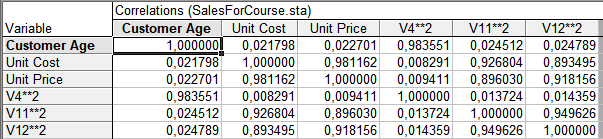 Correlations (SalesForCourse.sta)
Variable Customer Age Unit Cost Unit Price V4**2 V11**2 V12**2
Customer Age 1,000000 0,021798 0,022701 0,983551 0,024512 0,024789
Unit Cost 0,021798 1,000000 0,981162 0,008291 0,926804 0,893495
Unit Price 0,022701 0,981162 1,000000 0,009411 0,896030 0,918156
V4**2 0,983551 0,008291 0,009411 1,000000 0,013724 0,014359
V11**2 0,024512 0,926804 0,896030 0,013724 1,000000 0,949626
V12**2 0,024789 0,893495 0,918156 0,014359 0,949626 1,000000